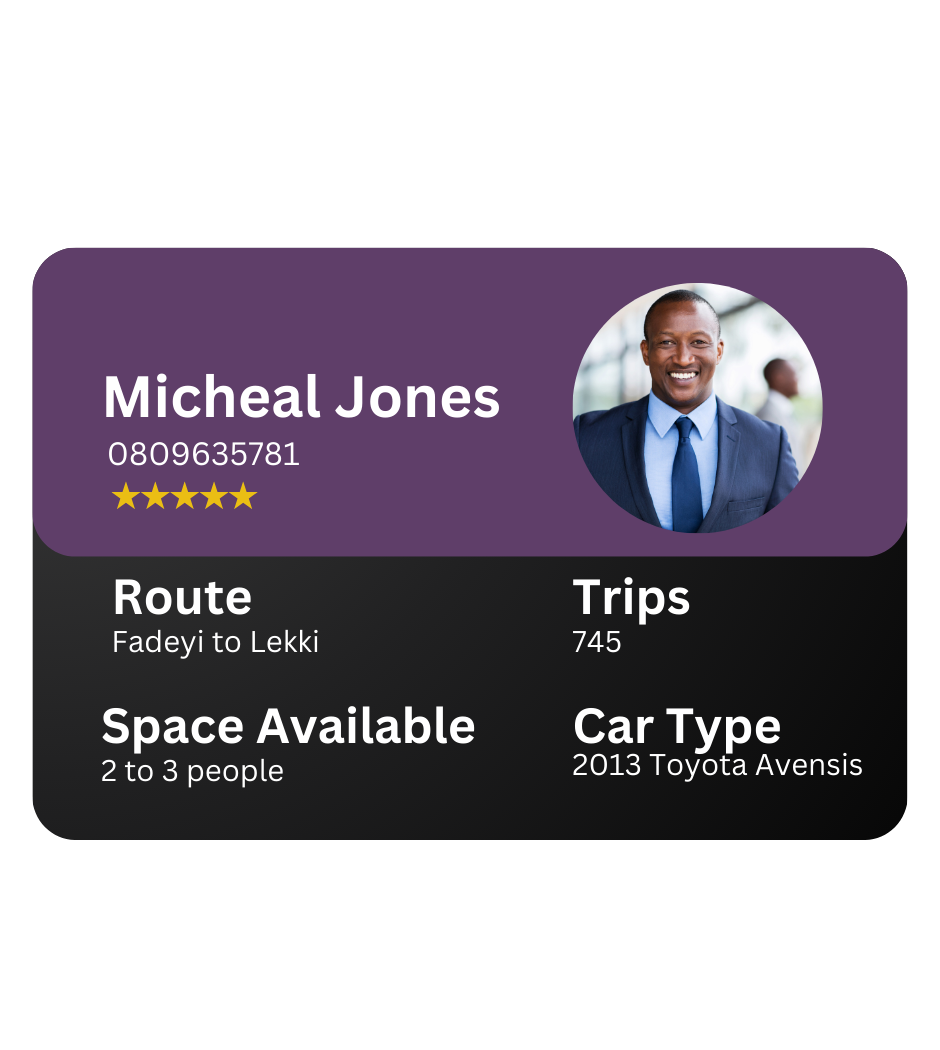 Micheal Jones
0809635781
★★★★★
Route
Fadeyi to Lekki
Trips
745
Space Available
2 to 3 people
Car Type
2013 Toyota Avensis